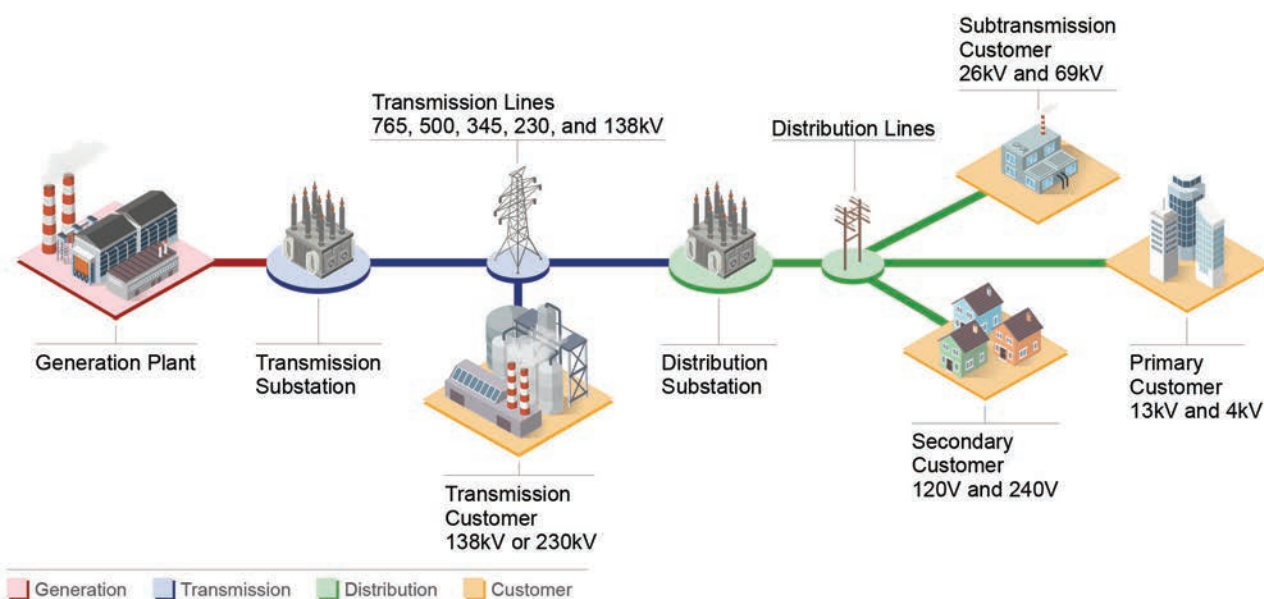 Subtransmission
Customer
26kV and 69kV
Transmission Lines
765, 500, 345, 230, and 138kV
Distribution Lines
Generation Plant
Transmission
Substation
Distribution
Substation
Primary
Customer
13kV and 4kV
Secondary
Customer
120V and 240V
Transmission
Customer
138kV or 230kV
Generation
Transmission
Distribution
Customer